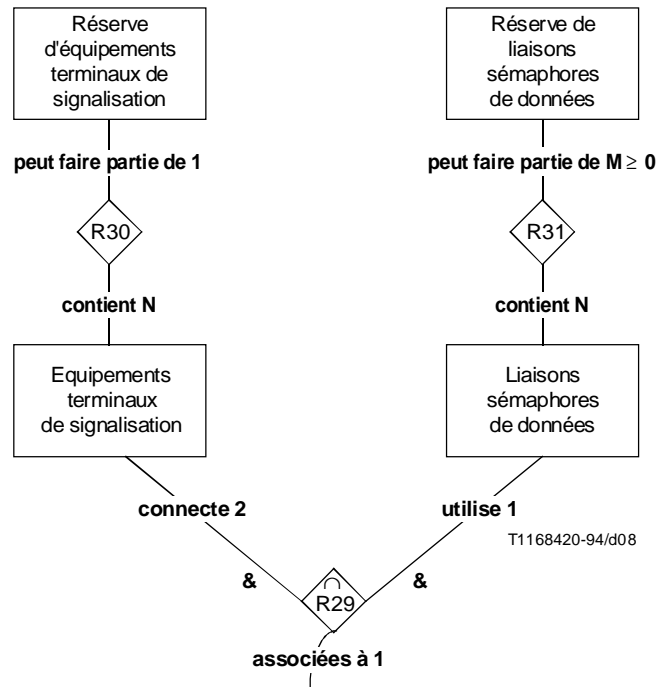 Réserve
d'équipements
terminaux de
signalisation
Réserve de
liaisons
sémaphores
de données
peut faire partie de 1
peut faire partie de M ≥ 0
R30
R31
contient N
contient N
Equipements
terminaux
de signalisation
Liaisons
sémaphores
de données
connecte 2
utilise 1
T1168420-94/d08
&
&
∩
R29
associées à 1